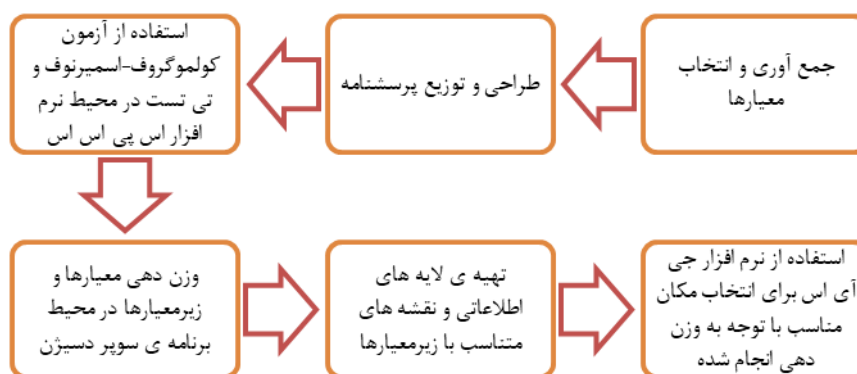 جمع آوری و انتخاب
معیارها
طراحی و توزیع پرسشنامه
استفاده از آزمون
کولموگروف-اسمیرنوف و
تی تست در محیط نرم
افزار اس پی اس اس
وزن دهی معیارها و
زیرمعیارها در محیط
برنامه ی سوپر دسیژن
تهیه ی لایه های
اطلاعاتی و نقشه های
متناسب با زیرمعیارها
استفاده از نرم افزار جی
آی اس برای انتخاب مکان
مناسب با توجه به وزن
دهی انجام شده